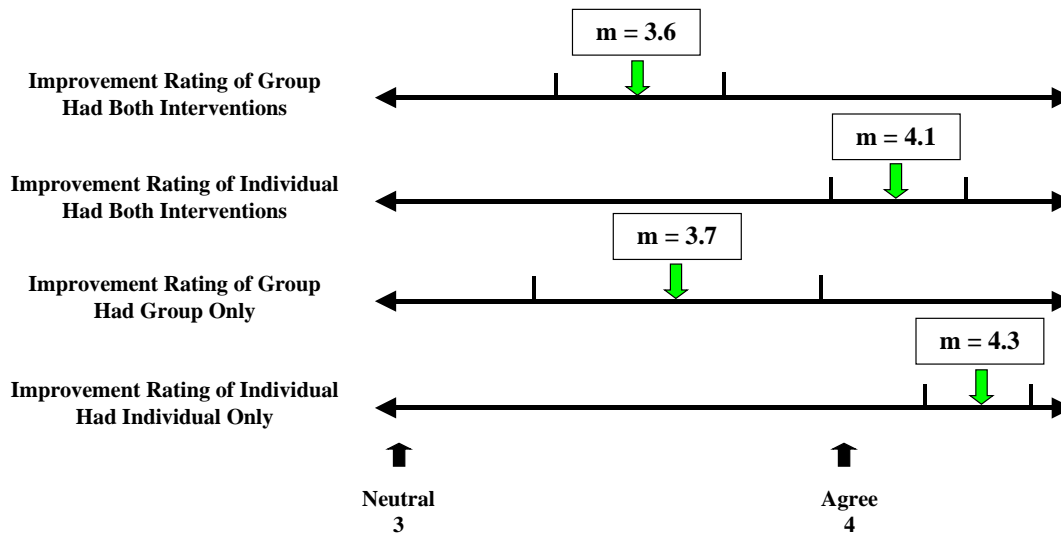 m = 3.6
Improvement Rating of Group
Had Both Interventions
m = 4.1
Improvement Rating of Individual
Had Both Interventions
m = 3.7
Improvement Rating of Group
Had Group Only
m = 4.3
Improvement Rating of Individual
Had Individual Only
Neutral
3
Agree
4